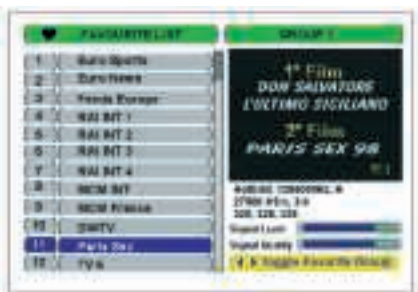 FAVOURITE LIST
1 Euro Sports
2 Euro News
3 Fenda Europe
4 RAI INT 1
5 RAI INT 2
6 RAI INT 3
7 RAI INT 4
8 MCM INT
9 MCM France
10
11 Paris Sex
12 TV 6
GROUP 1
1° Film
DON SALVATORE
L'ULTIMO SICILIANO
2° Film
PARIS SEX 98
Signal Level
Signal Quality
Toggle Favourite Group